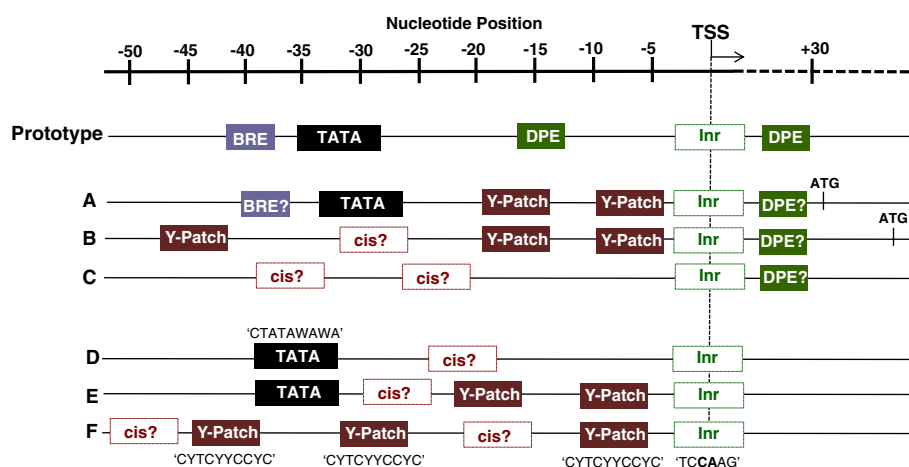 Nucleotide Position
TSS
-50 -45 -40 -35 -30 -25 -20 -15 -10 -5 +30
Prototype BRE TATA DPE Inr DPE
ATG
A BRE? TATA Y-Patch Y-Patch Inr DPE?
ATG
B Y-Patch cis? Y-Patch Y-Patch Inr DPE?
C cis? cis? Inr DPE?
‘CTATAWAWA’
D TATA cis? Inr
E TATA cis? Y-Patch Y-Patch Inr
F cis? Y-Patch Y-Patch cis? Y-Patch Inr
‘CYTCYYCCYC’ ‘CYTCYYCCYC’ ‘CYTCYYCCYC’ ‘TCCAAG’